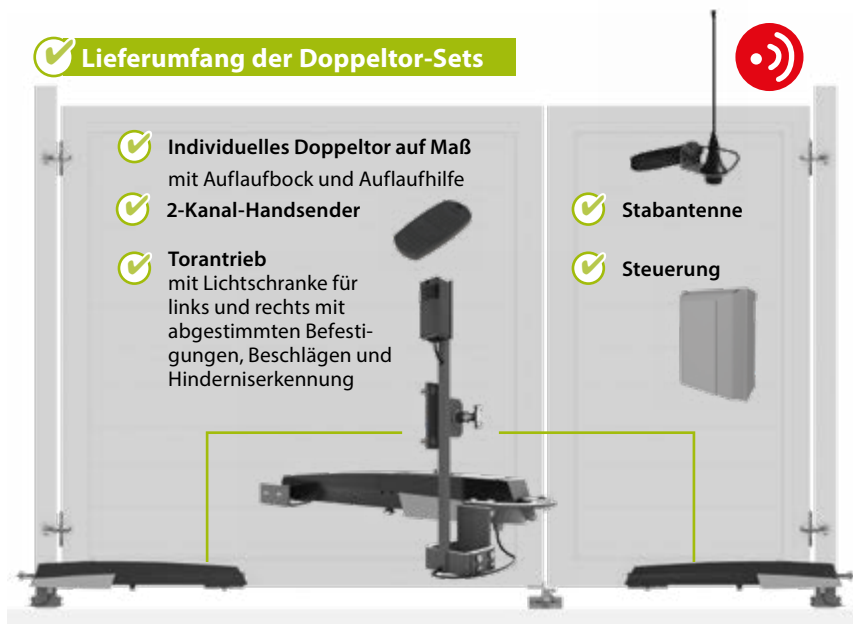 Lieferumfang der Doppeltor-Sets
Individuelles Doppeltor auf Maß
mit Auflaufbock und Auflaufhilfe
2-Kanal-Handsender
Torantrieb
mit Lichtschranke für
links und rechts mit
abgestimmten Befesti-
gungen, Beschlägen und
Hinderniserkennung
Stabantenne
Steuerung